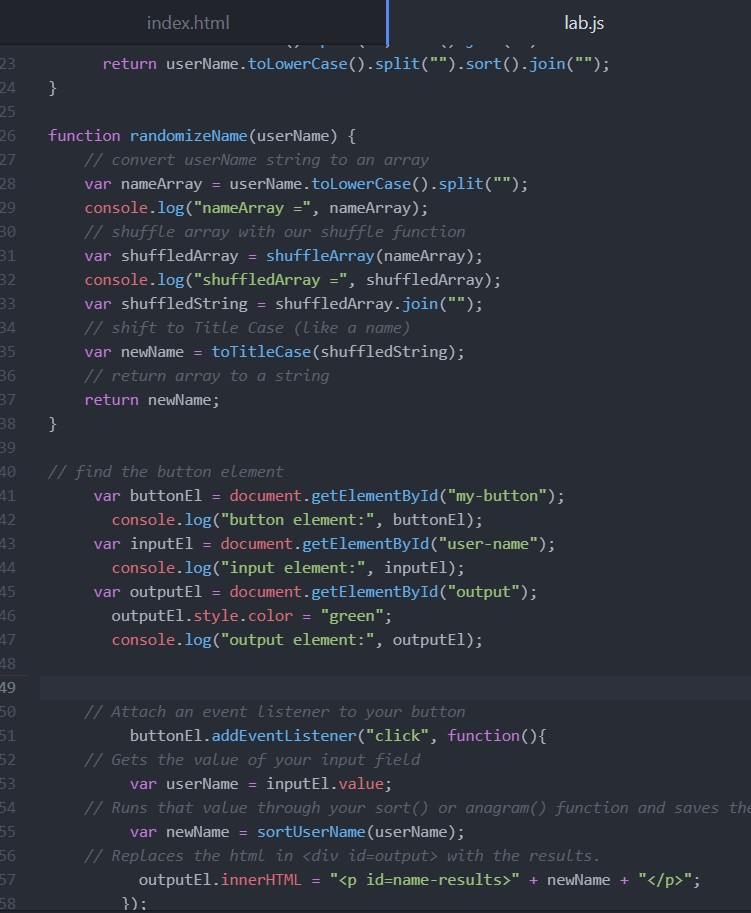 index.html
lab.js
23 return userName.toLowerCase().split("").sort().join("");
24 }
25
26 function randomizeName(userName) {
27 // convert userName string to an array
28 var nameArray = userName.toLowerCase().split("");
29 console.log("nameArray =", nameArray);
30 // shuffle array with our shuffle function
31 var shuffledArray = shuffleArray(nameArray);
32 console.log("shuffledArray =", shuffledArray);
33 var shuffledString = shuffledArray.join("");
34 // shift to Title Case (like a name)
35 var newName = toTitleCase(shuffledString);
36 // return array to a string
37 return newName;
38 }
39
40 // find the button element
41 var buttonEl = document.getElementById("my-button");
42 console.log("button element:", buttonEl);
43 var inputEl = document.getElementById("user-name");
44 console.log("input element:", inputEl);
45 var outputEl = document.getElementById("output");
46 outputEl.style.color = "green";
47 console.log("output element:", outputEl);
48
49
50 // Attach an event listener to your button
51 buttonEl.addEventListener("click", function(){
52 // Gets the value of your input field
53 var userName = inputEl.value;
54 // Runs that value through your sort() or anagram() function and saves the
55 var newName = sortUserName(userName);
56 // Replaces the html in <div id=output> with the results.
57 outputEl.innerHTML = "<p id=name-results>" + newName + "</p>";
58 });